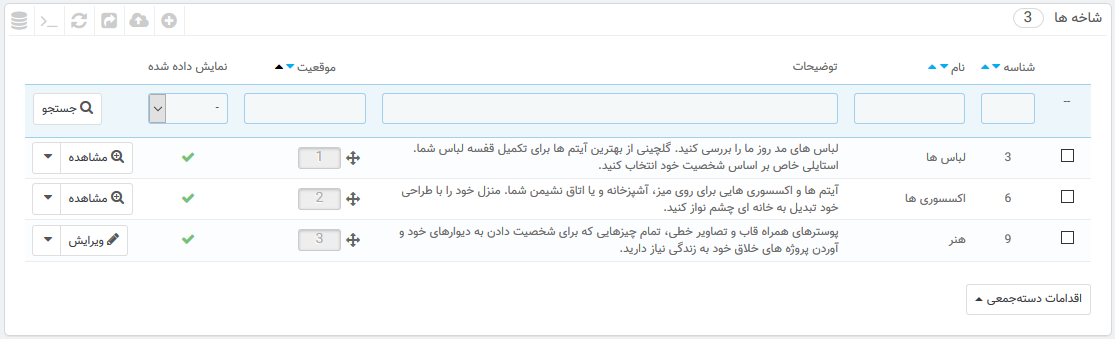 شاخه ها 3
شناسه نام توضیحات موقعیت نمایش داده شده
-- - جستجو
3 لباس ها لباس های مد روز ما را بررسی کنید. گلچینی از بهترین آیتم ها برای تکمیل قفسه لباس شما.
استایلی خاص بر اساس شخصیت خود انتخاب کنید.
1 مشاهده
6 اکسسوری ها آیتم ها و اکسسوری هایی برای روی میز، آشپزخانه و یا اتاق نشیمن شما. منزل خود را با طراحی
خود تبدیل به خانه ای چشم نواز کنید.
2 مشاهده
9 هنر پوسترهای همراه قاب و تصاویر خطی، تمام چیزهایی که برای شخصیت دادن به دیوارهای خود و
آوردن پروژه های خلاق خود به زندگی نیاز دارید.
3 ویرایش
اقدامات دسته‌جمعی